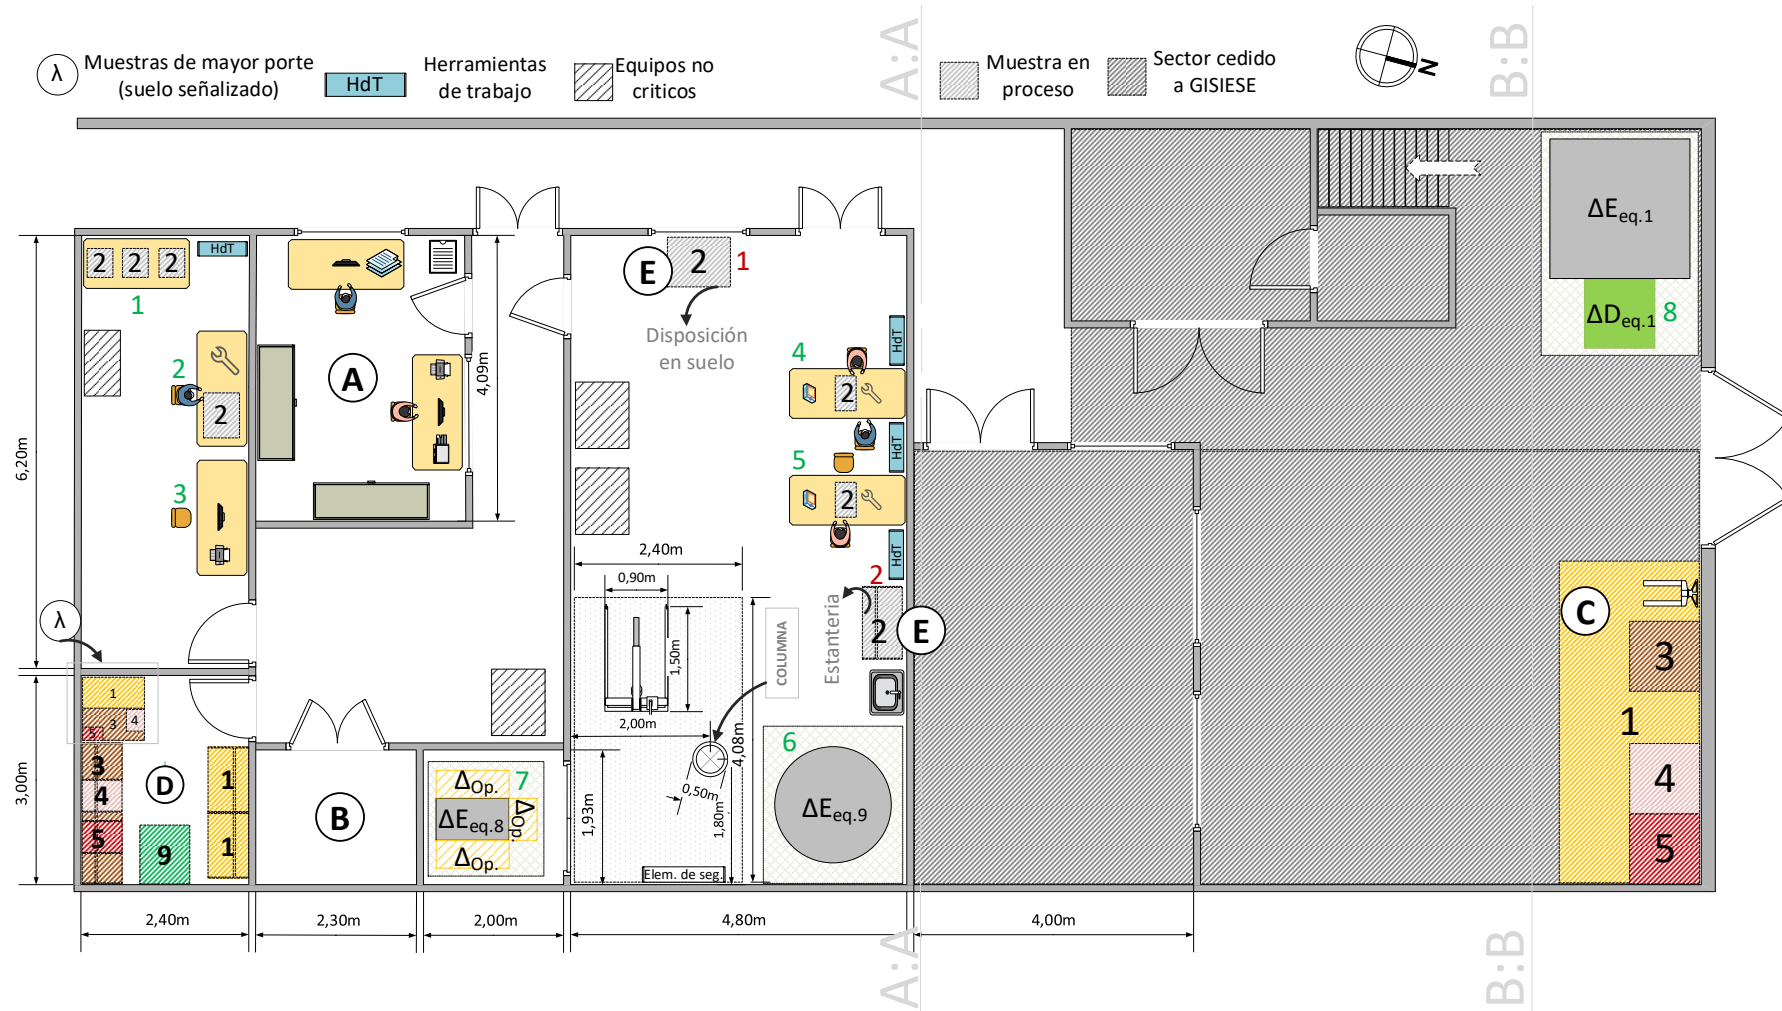 λ
Muestras de mayor porte
(suelo señalizado)
HdT
Herramientas
de trabajo
Equipos no
criticos
A:A
Muestra en
proceso
Sector cedido
a GISIESE
N
B:B
2
2
2
HdT
1
2
2
3
A
4,09m
6,20m
E
2
1
Disposición
en suelo
4
HdT
2
HdT
5
2
HdT
ΔEeq.1
ΔDeq.1
8
2,40m
0,90m
1,50m
2,00m
4,08m
COLUMNA
Estanteria
2
2
E
λ
1
3
4
5
3,00m
3
4
5
D
1
1
9
B
ΔOp.
7
ΔEeq.8
ΔOp.
ΔOp.
1,93m
0,50m
1,80m
Elem. de seg.
6
ΔEeq.9
C
3
1
4
5
2,40m
2,30m
2,00m
4,80m
4,00m
A:A
B:B